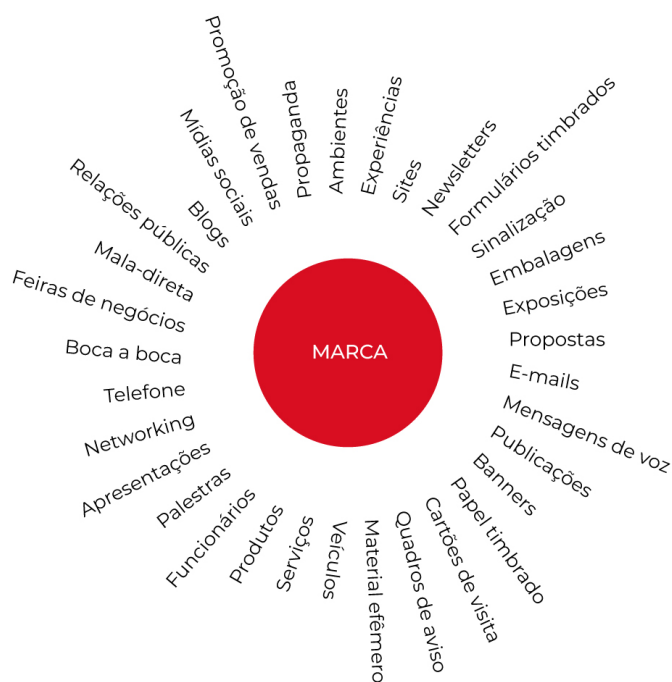 MARCA
Ambientes
Experiências
Sites
Newsletters
Formulários timbrados
Sinalização
Embalagens
Exposições
Propostas
E-mails
Mensagens de voz
Publicações
Banners
Papel timbrado
Cartões de visita
Quadros de aviso
Material efêmero
Veículos
Serviços
Produtos
Funcionários
Palestras
Apresentações
Networking
Telefone
Boca a boca
Feiras de negócios
Mala-direta
Relações públicas
Blogs
Mídias sociais
Promoção de vendas
Propaganda